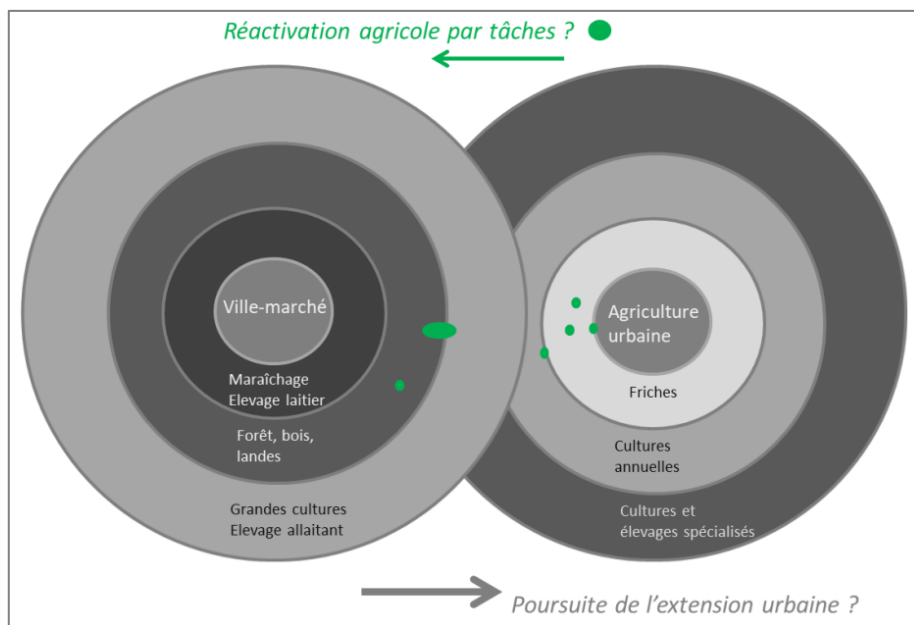 Réactivation agricole par tâches ?
Ville-marché
Maraîchage
Elevage laitier
Forêt, bois,
landes
Grandes cultures
Elevage allaitant
Agriculture
urbaine
Friches
Cultures
annuelles
Cultures et
élevages spécialisés
Poursuite de l'extension urbaine ?